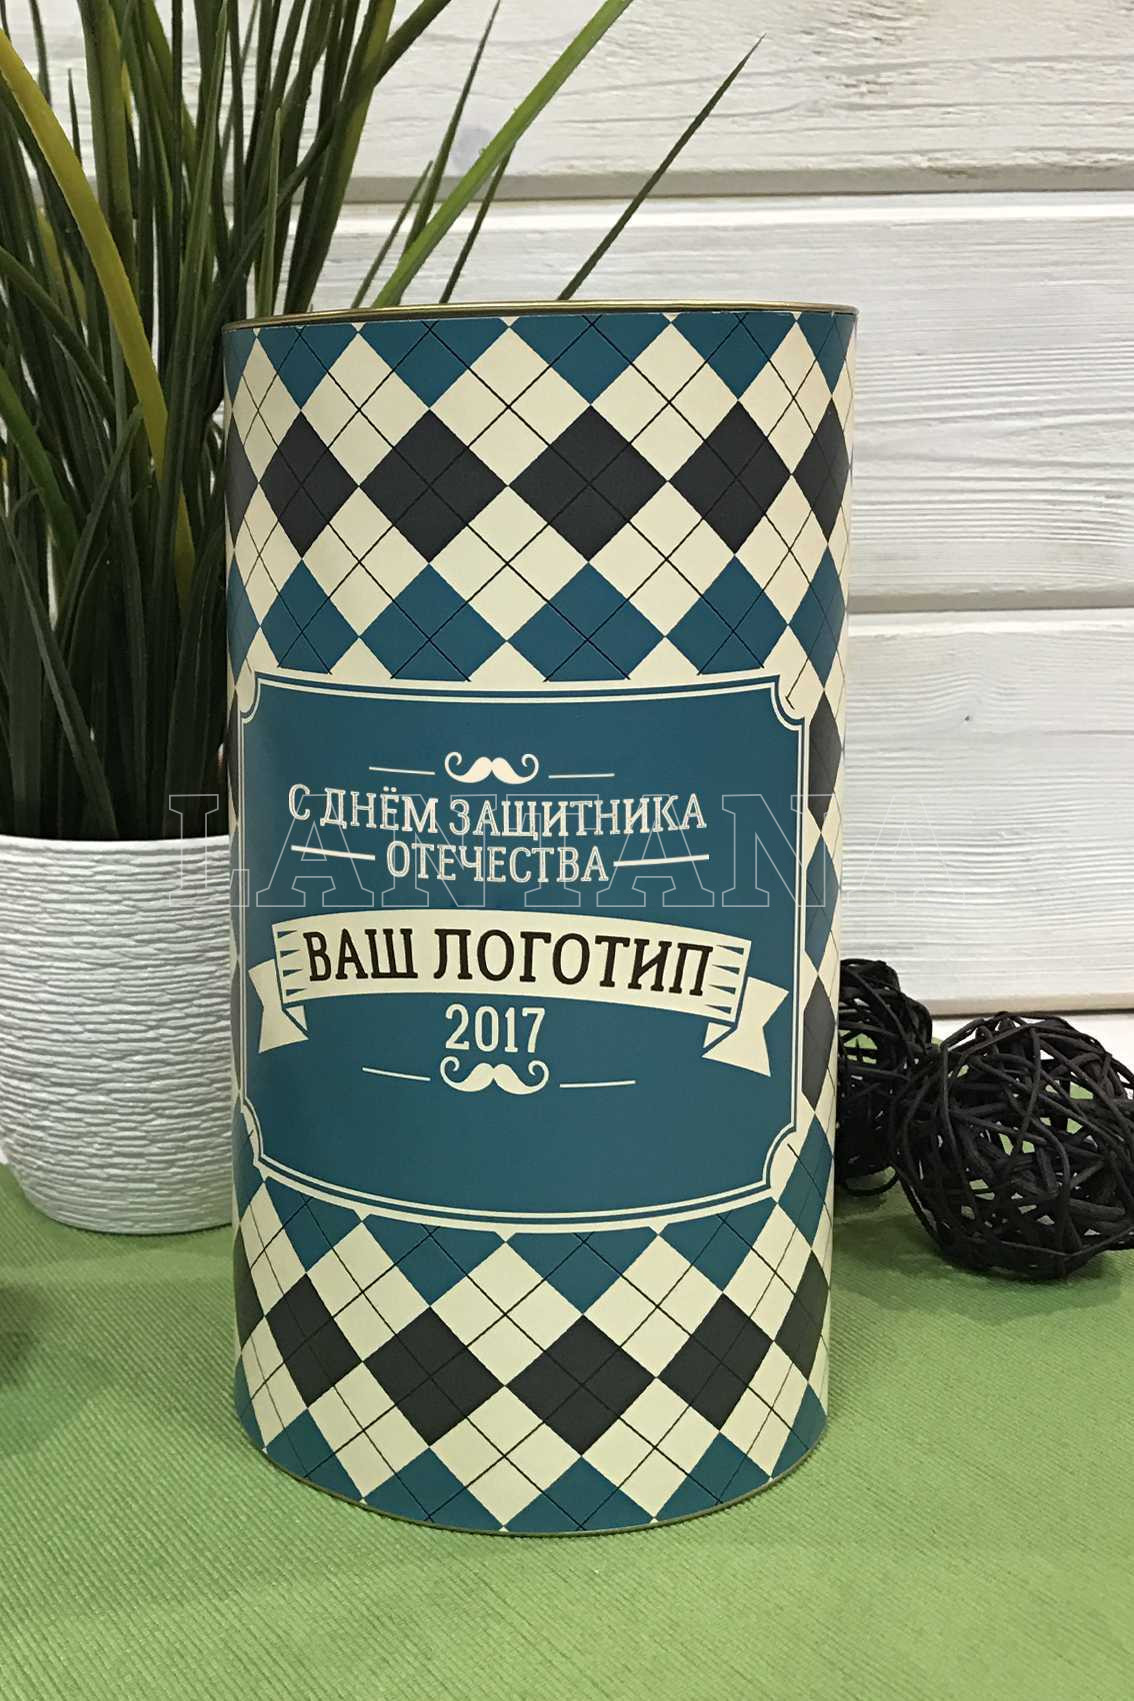 С ДНЁМ ЗАЩИТНИКА
ОТЕЧЕСТВА
LANTANA
ВАШ ЛОГОТИП
2017